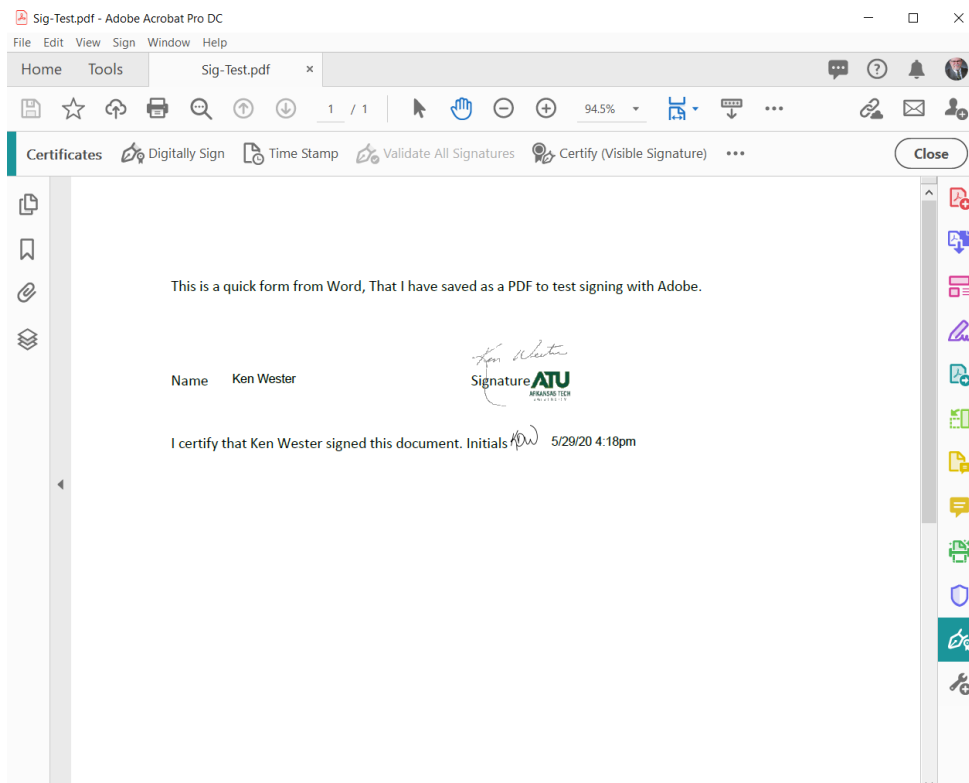 Sig-Test.pdf - Adobe Acrobat Pro DC
File Edit View Sign Window Help
Home Tools Sig-Test.pdf ×
1 / 1 94.5%
Certificates Digitally Sign Time Stamp Validate All Signatures Certify (Visible Signature) Close
This is a quick form from Word, That I have saved as a PDF to test signing with Adobe.
Ken Wester
Name Ken Wester Signature ATU
ARKANSAS TECH
UNIVERSITY
I certify that Ken Wester signed this document. Initials KDW 5/29/20 4:18pm